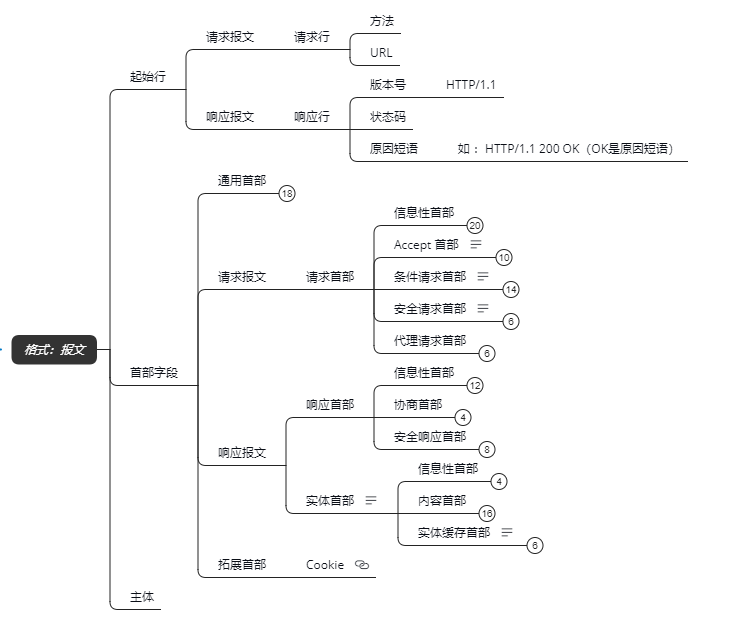 格式：报文
起始行
请求报文
请求行
方法
URL
响应报文
响应行
版本号
HTTP/1.1
状态码
原因短语
如： HTTP/1.1 200 OK（OK是原因短语）
首部字段
通用首部
18
请求报文
请求首部
信息性首部
20
Accept 首部
10
条件请求首部
14
安全请求首部
6
代理请求首部
6
响应报文
响应首部
信息性首部
12
协商首部
4
安全响应首部
8
实体首部
信息性首部
4
内容首部
16
实体缓存首部
6
拓展首部
Cookie
主体